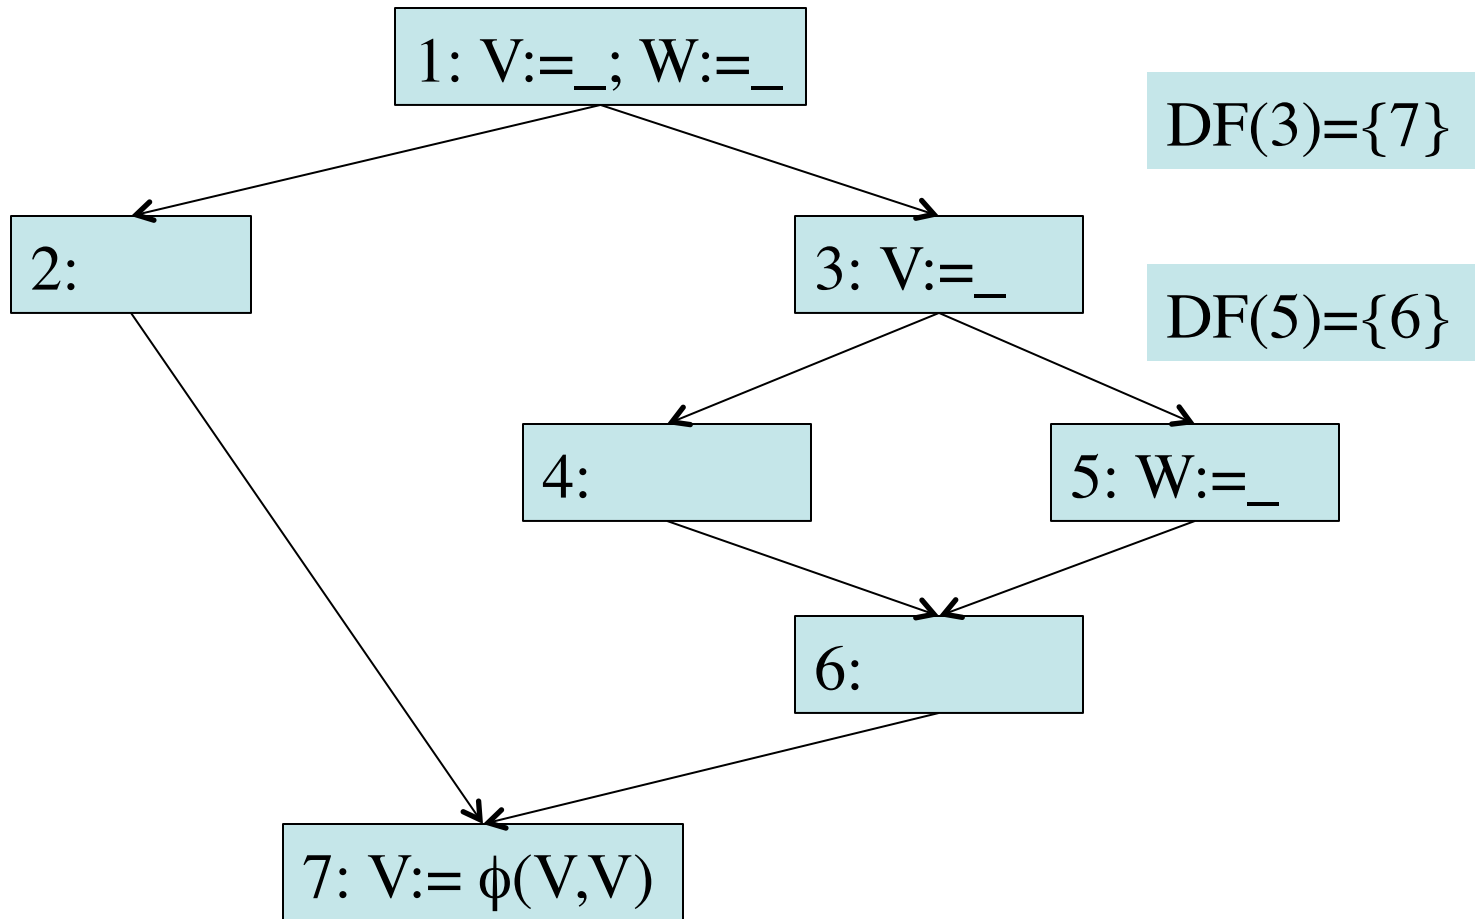 1: V:=_; W:=_
DF(3)={7}
2:
3: V:=_
DF(5)={6}
4:
5: W:=_
6:
7: V:= ϕ(V,V)